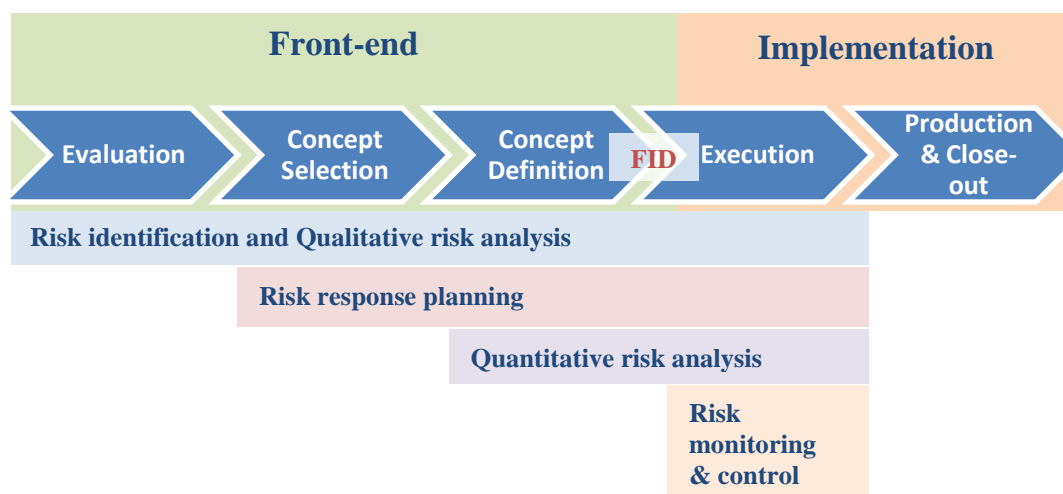 Front-end
Implementation
Evaluation
Concept
Selection
Concept
Definition
FID
Execution
Production
& Close-
out
Risk identification and Qualitative risk analysis
Risk response planning
Quantitative risk analysis
Risk
monitoring
& control